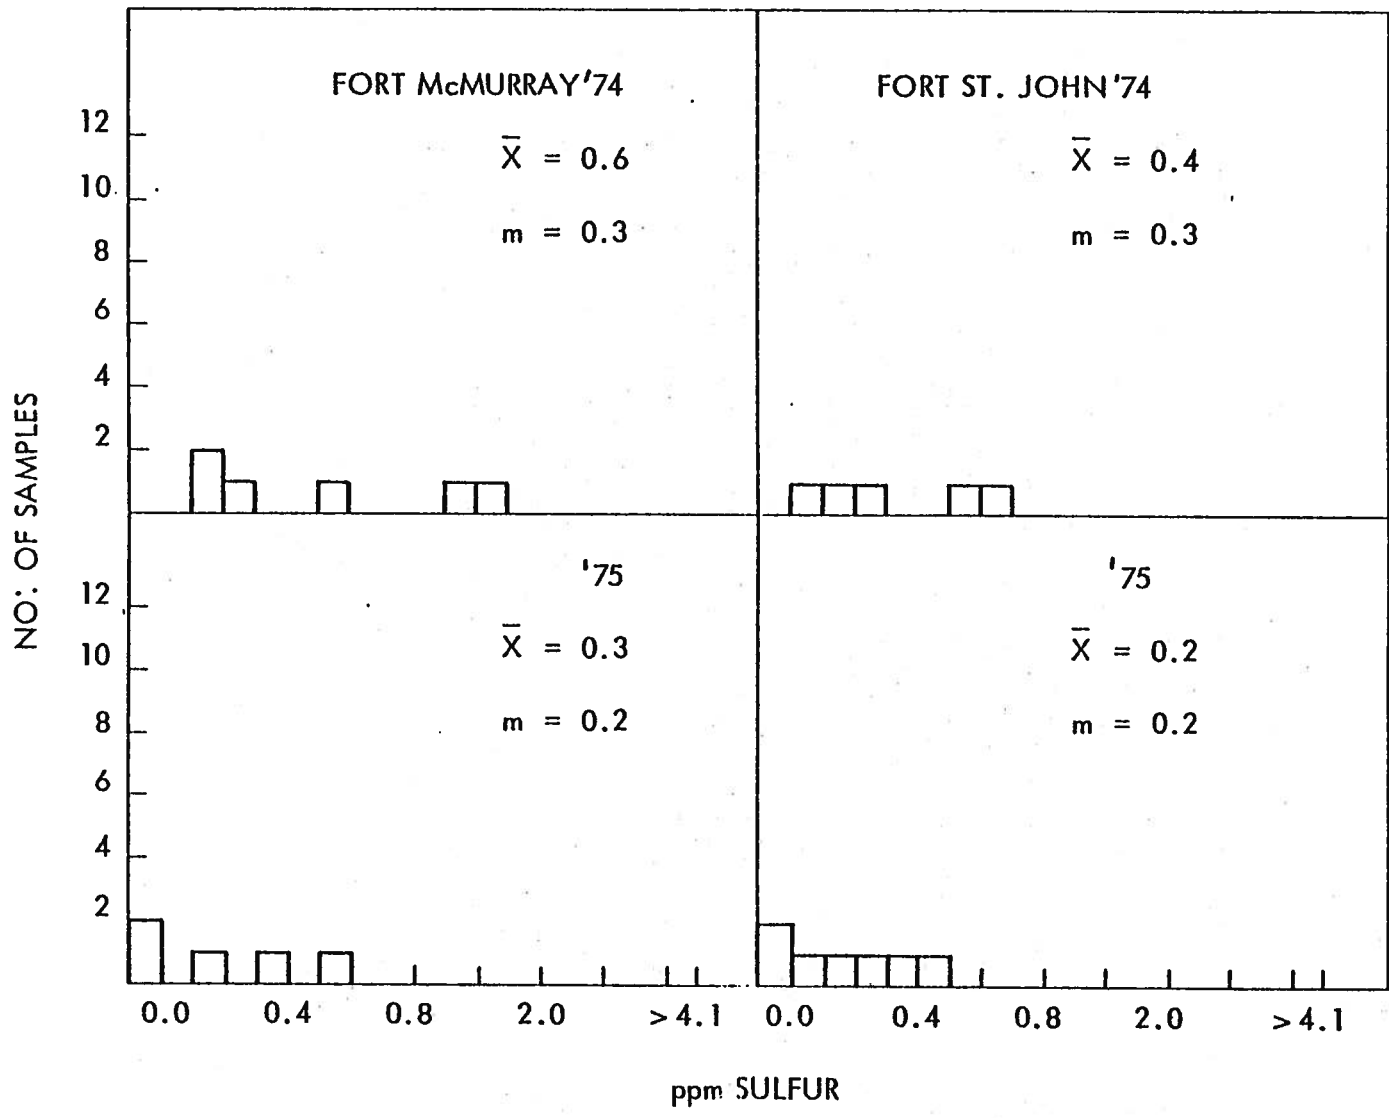 FORT McMURRAY '74
X̄ = 0.6
m = 0.3
12
10
8
6
4
2
FORT ST. JOHN '74
X̄ = 0.4
m = 0.3
NO. OF SAMPLES
'75
X̄ = 0.3
m = 0.2
12
10
8
6
4
2
0.0 0.4 0.8 2.0 >4.1
'75
X̄ = 0.2
m = 0.2
0.0 0.4 0.8 2.0 >4.1
ppm SULFUR